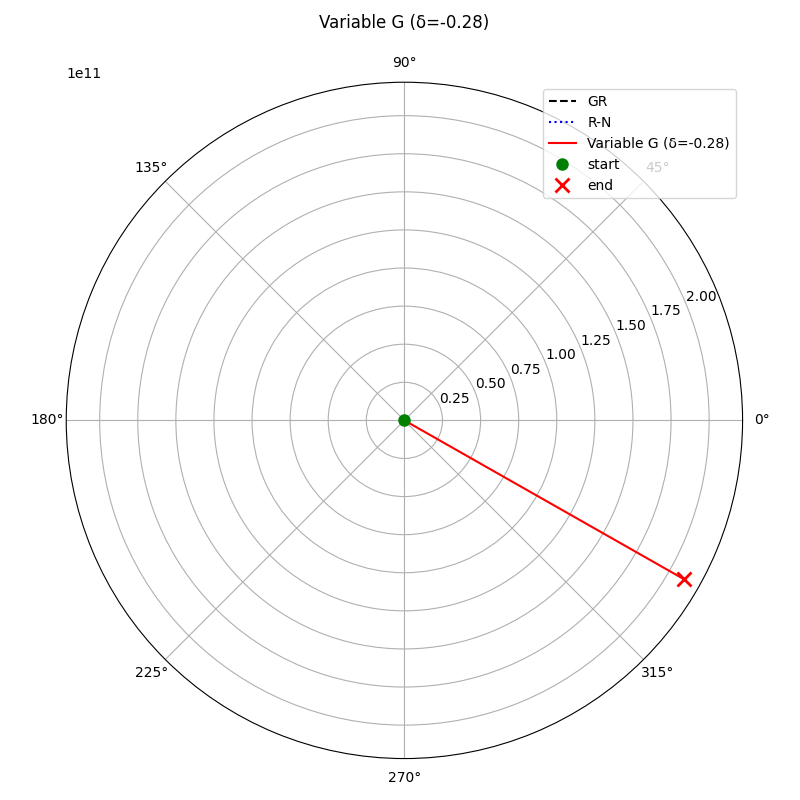 Variable G (δ=-0.28)
1e11
90°
GR
R-N
Variable G (δ=-0.28)
start
end
135°
45°
2.00
1.75
1.50
1.25
1.00
0.75
0.50
0.25
180°
0°
225°
315°
270°